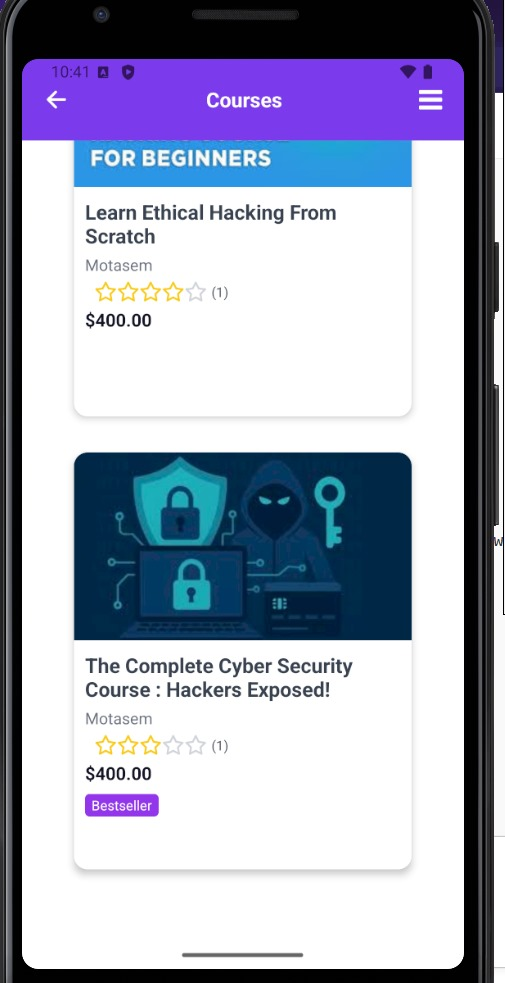 10:41
Courses
FOR BEGINNERS
Learn Ethical Hacking From
Scratch
Motasem
(1)
$400.00
The Complete Cyber Security
Course : Hackers Exposed!
Motasem
(1)
$400.00
Bestseller